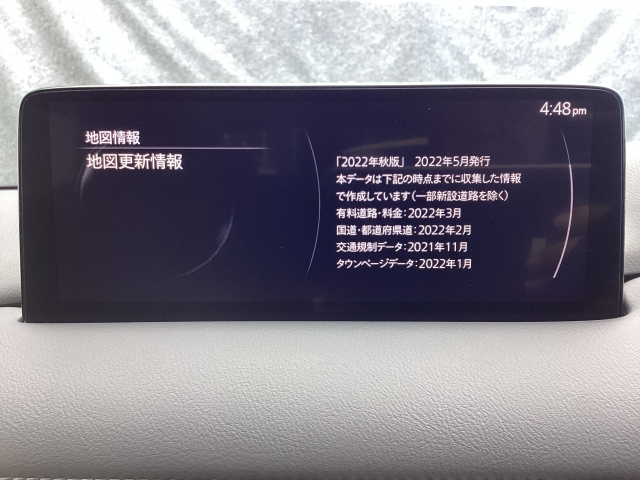 4:48 pm
地図情報
地図更新情報
「2022年秋版」 2022年5月発行
本データは下記の時点までに収集した情報
で作成しています(一部新設道路を除く)
有料道路・料金:2022年3月
国道・都道府県道:2022年2月
交通規制データ:2021年11月
タウンページデータ:2022年1月